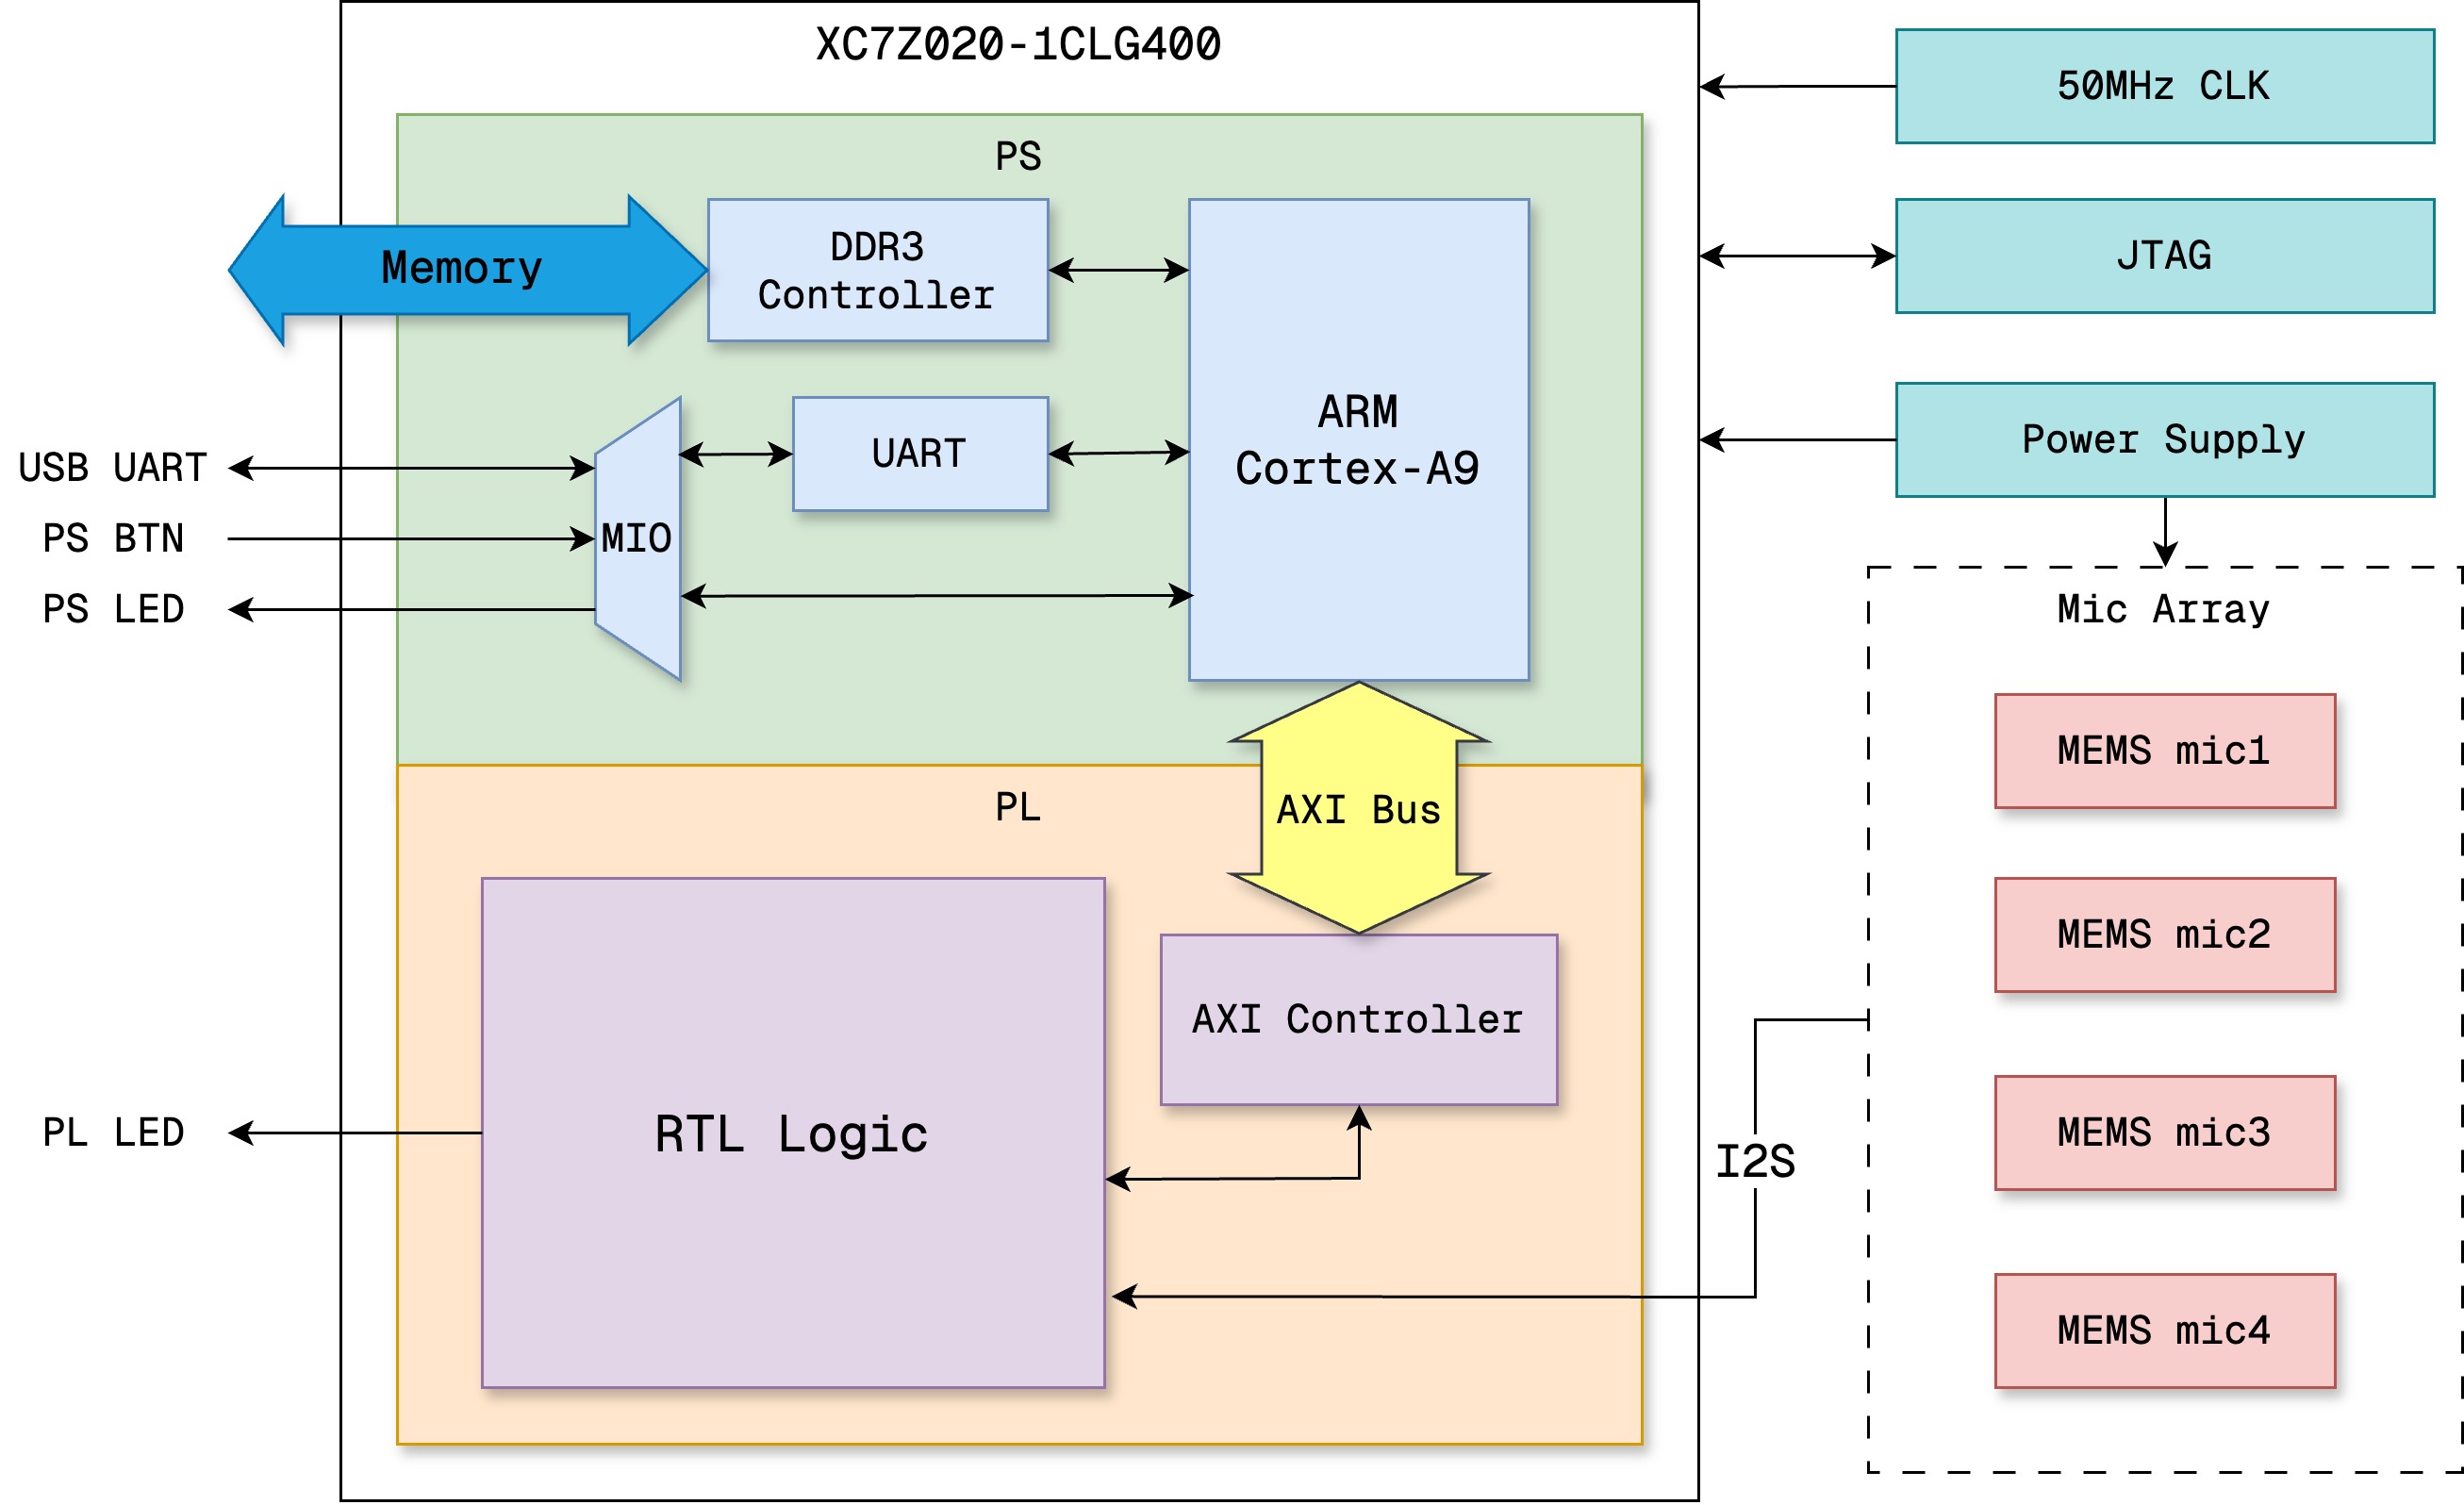 XC7Z020-1CLG400
50MHz CLK
PS
JTAG
Memory
DDR3
Controller
ARM
Cortex-A9
Power Supply
UART
USB UART
PS BTN
MIO
PS LED
Mic Array
MEMS mic1
AXI Bus
PL
MEMS mic2
AXI Controller
RTL Logic
PL LED
I2S
MEMS mic3
MEMS mic4